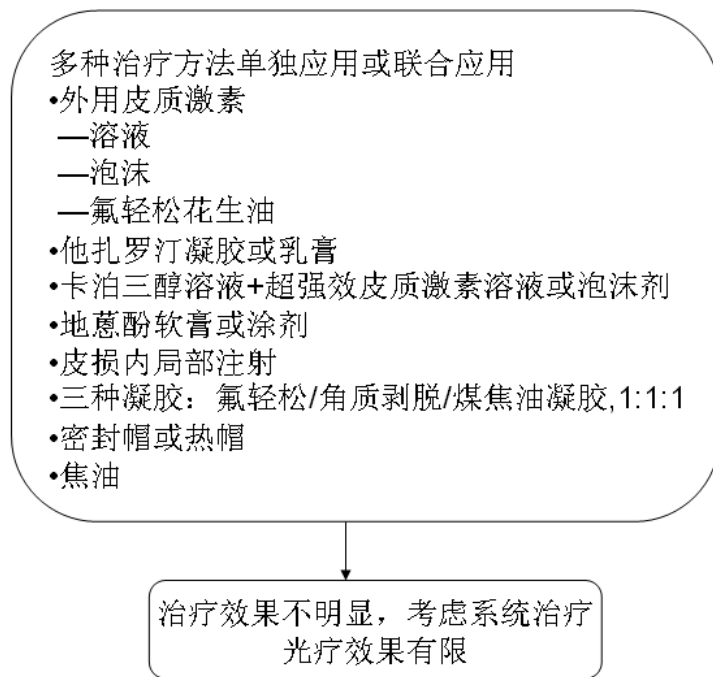 多种治疗方法单独应用或联合应用
•外用皮质激素
—溶液
—泡沫
—氟轻松花生油
•他扎罗汀凝胶或乳膏
•卡泊三醇溶液+超强效皮质激素溶液或泡沫剂
•地蒽酚软膏或涂剂
•皮损内局部注射
•三种凝胶：氟轻松/角质剥脱/煤焦油凝胶,1:1:1
•密封帽或热帽
•焦油
治疗效果不明显，考虑系统治疗
光疗效果有限